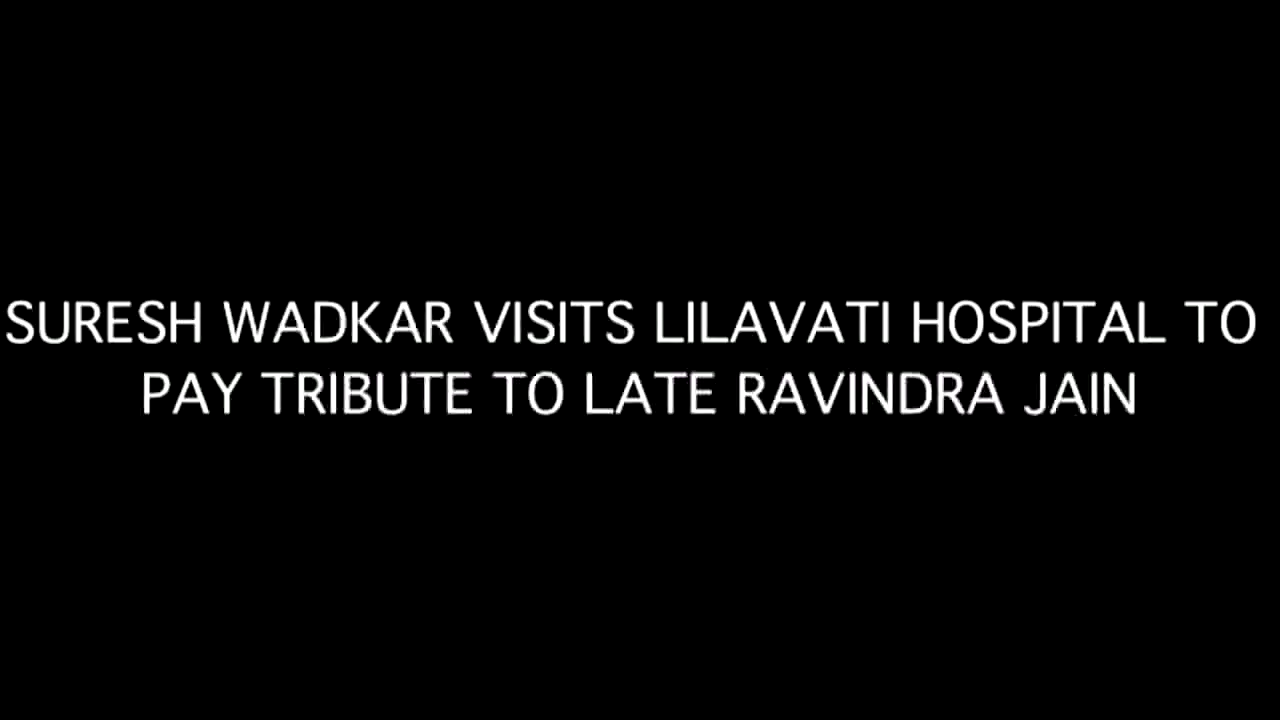 SURESH WADKAR VISITS LILAVATI HOSPITAL TO
PAY TRIBUTE TO LATE RAVINDRA JAIN